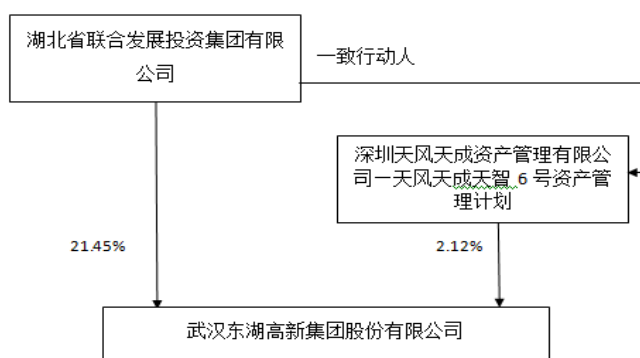 湖北省联合发展投资集团有限
公司
一致行动人
深圳天风天成资产管理有限公
司－天风天成天智 6 号资产管
理计划
21.45%
2.12%
武汉东湖高新集团股份有限公司